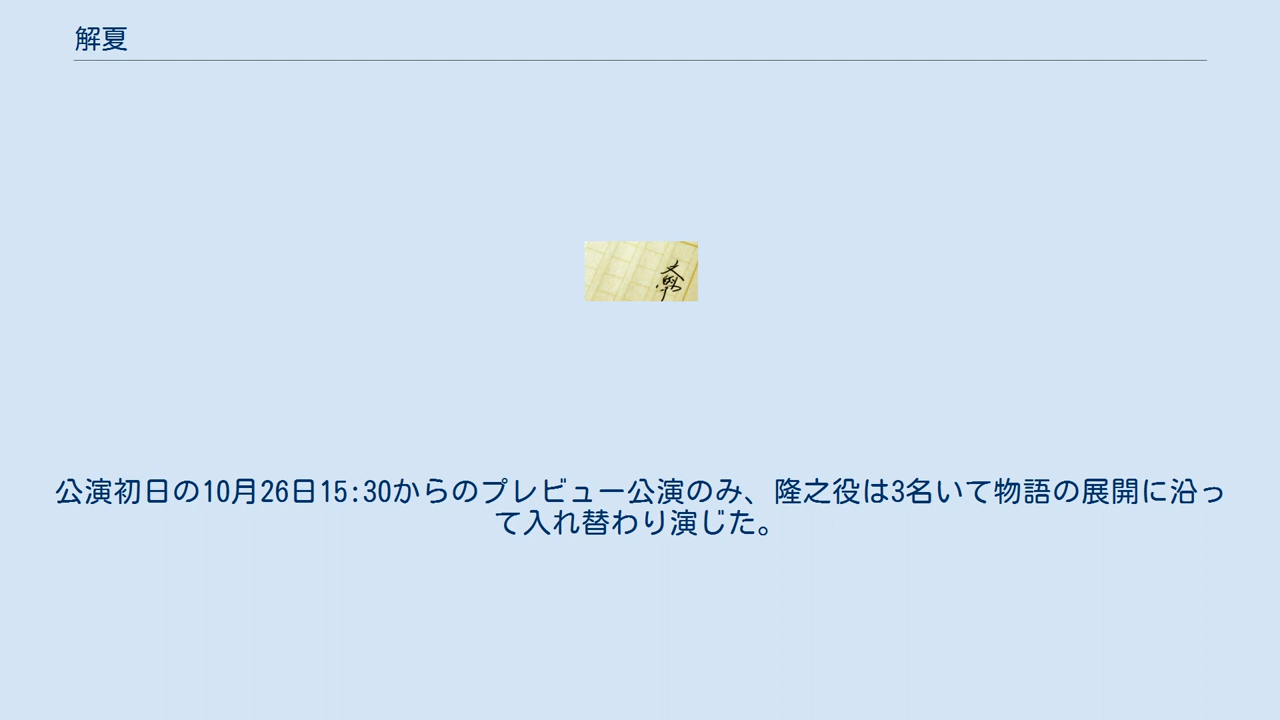 解夏
公演初日の10月26日15:30からのプレビュー公演のみ、隆之役は3名いて物語の展開に沿っ
て入れ替わり演じた。